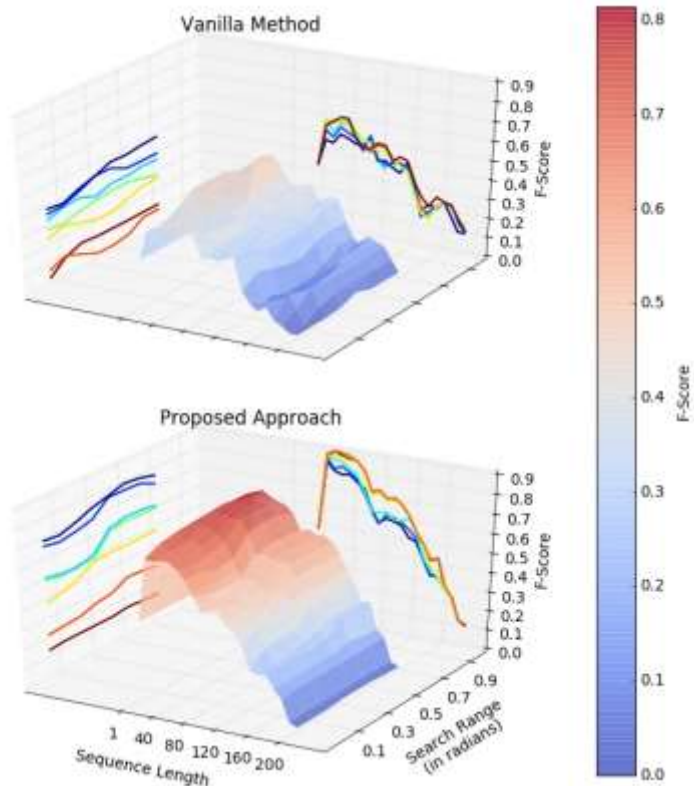 Vanilla Method
0.9
0.8
0.7
0.6
0.5
0.4
0.3
0.2
0.1
0.0
F-Score
Proposed Approach
0.9
0.8
0.7
0.6
0.5
0.4
0.3
0.2
0.1
0.0
F-Score
1 40 80 120 160 200
Sequence Length
0.1 0.3 0.5 0.7 0.9
Search Range
(in radians)
0.8
0.7
0.6
0.5
0.4
0.3
0.2
0.1
0.0
F-Score